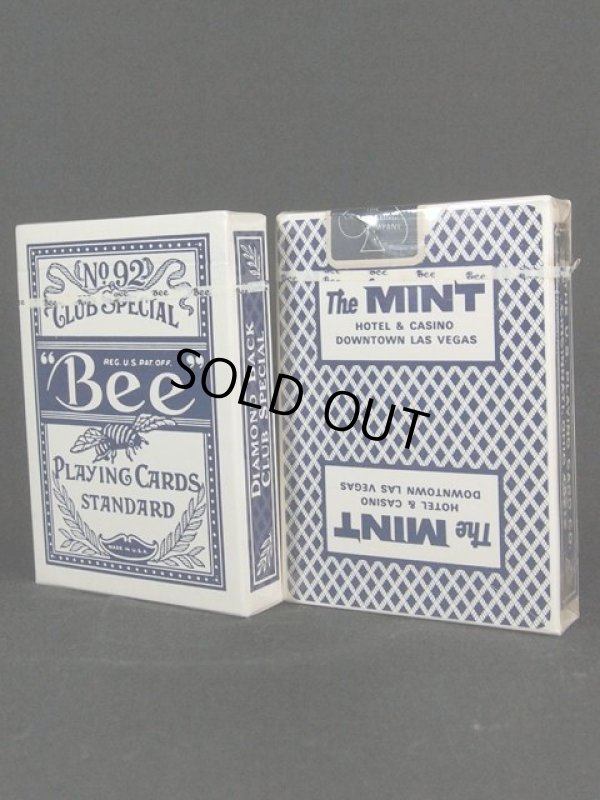 No 92
CLUB SPECIAL
REG. U.S. PAT. OFF.
"Bee"
PLAYING CARDS
STANDARD
MADE IN U.S.A.
DIAMOND BACK
CLUB SPECIAL
The MINT
HOTEL & CASINO
DOWNTOWN LAS VEGAS
The MINT
HOTEL & CASINO
DOWNTOWN LAS VEGAS
SOLD OUT